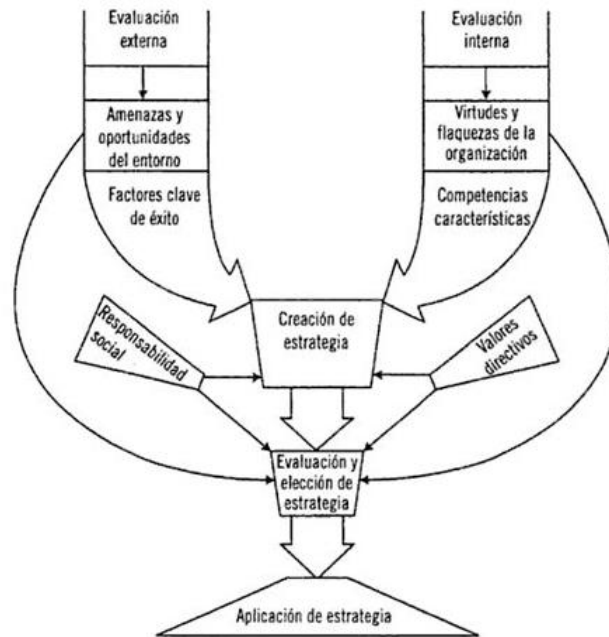 Evaluación
externa
Evaluación
interna
Amenazas y
oportunidades
del entorno
Virtudes y
flaquezas de la
organización
Factores clave
de éxito
Competencias
características
Creación de
estrategia
Responsabilidad
social
Valores
directivos
Evaluación y
elección de
estrategia
Aplicación de estrategia